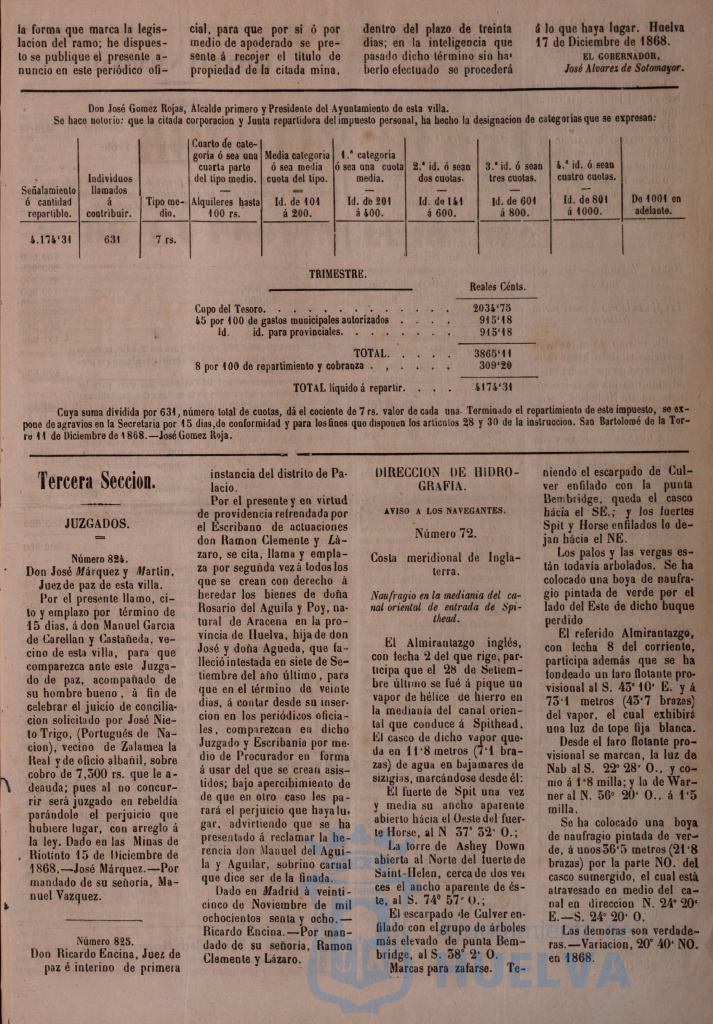 la forma que marca la legis-
lacion del ramo; he dispues-
to se publique el presente a-
nuncio en este periódico ofi-
cial, para que por si ó por
medio de apoderado se pre-
sente á recojer el titulo de
propiedad de la citada mina,
dentro del plazo de treinta
dias; en la inteligencia que
pasado dicho término sin ha-
berlo efectuado se procederá
á lo que haya lugar. Huelva
17 de Diciembre de 1868.
EL GOBERNADOR,
José Alvarez de Sotomayor.
Don José Gomez Rojas, Alcalde primero y Presidente del Ayuntamiento de esta villa.
Se hace notorio: que la citada corporacion y Junta repartidora del impuesto personal, ha hecho la designacion de categorías que se expresan:
Señalamiento
ó cantidad
repartible.
Individuos
llamados
á
contribuir.
Tipo me-
dio.
Cuarto de cate-
goría ó sea una
cuarta parte
del tipo medio.
—
Alquileres hasta
100 rs.
Media categoria
ó sea media
cuota del tipo.
—
Id. de 101
á 200.
1.ª categoría
ó sea una cuota
media.
—
Id. de 201
á 400.
2.ª id. ó sean
dos cuotas.
—
Id. de 141
á 600.
3.ª id. ó sean
tres cuotas.
—
Id. de 601
á 800.
4.ª id. ó sean
cuatro cuotas.
—
Id. de 801
á 1000.
De 1001 en
adelante.
4.174'31 631 7 rs.
TRIMESTRE.
Reales Cénts.
Cupo del Tesoro. . . . . . . . . . . . 2034'75
45 por 100 de gastos municipales autorizados . . . . 915'18
Id. id. para provinciales. . . . . . . . 915'18
TOTAL. . . . . 3865'11
8 por 100 de repartimiento y cobranza . , . . . . 309'20
TOTAL líquido á repartir. . . . 4174'31
Cuya suma dividida por 631, número total de cuotas, dá el cociente de 7 rs. valor de cada una. Terminado el repartimiento de este impuesto, se ex-
pone de agravios en la Secretaria por 15 dias, de conformidad y para los fines que disponen los articulos 28 y 30 de la instruccion. San Bartolomé de la Tor-
re 11 de Diciembre de 1868.—José Gomez Roja.
Tercera Seccion.
JUZGADOS.
Número 824.
Don José Márquez y Martin,
Juez de paz de esta villa.
Por el presente llamo, ci-
to y emplazo por término de
15 dias, á don Manuel Garcia
de Carellan y Castañeda, ve-
cino de esta villa, para que
comparezca ante este Juzga-
do de paz, acompañado de
su hombre bueno, á fin de
celebrar el juicio de concilia-
cion solicitado por José Nie-
to Trigo, (Portugués de Na-
cion), vecino de Zalamea la
Real y de oficio albañil, sobre
cobro de 7,500 rs. que le a-
deauda; pues al no concur-
rir será juzgado en rebeldía
parándole el perjuicio que
hubiere lugar, con arreglo á
la ley. Dado en las Minas de
Riotinto 15 de Diciembre de
1868.—José Márquez.—Por
mandado de su señoria, Ma-
nuel Vazquez.
Número 825.
Don Ricardo Encina, Juez de
paz é interino de primera
instancia del distrito de Pa-
lacio.
Por el presente y en virtud
de providencia refrendada por
el Escribano de actuaciones
don Ramon Clemente y Lá-
zaro, se cita, llama y empla-
za por segunda vez á todos los
que se crean con derecho á
heredar los bienes de doña
Rosario del Aguila y Poy, na-
tural de Aracena en la pro-
vincia de Huelva, hija de don
José y doña Agueda, que fa-
lleció intestada en siete de Se-
tiembre del año último, para
que en el término de veinte
dias, á contar desde su inser-
cion en los periódicos oficia-
les, comparezcan en dicho
Juzgado y Escribania por me-
dio de Procurador en forma
á usar del que se crean asis-
tidos; bajo apercibimiento de
de que en otro caso les pa-
rará el perjuicio que haya lu-
gar, advirtiendo que se ha
presentado á reclamar la he-
rencia don Manuel del Agui-
la y Aguilar, sobrino carnal
que dice ser de la finada.
Dado en Madrid á veinti-
cinco de Noviembre de mil
ochocientos sesenta y ocho.—
Ricardo Encina.—Por man-
dado de su señoria, Ramon
Clemente y Lázaro.
DIRECCION DE HIDRO-
GRAFIA.
AVISO A LOS NAVEGANTES.
Número 72.
Costa meridional de Ingla-
terra.
Naufragio en la mediania del ca-
nal oriental de entrada de Spi-
thead.
El Almirantazgo inglés,
con fecha 2 del que rige, par-
ticipa que el 28 de Setiem-
bre último se fué á pique un
vapor de hélice de hierro en
la mediania del canal orien-
tal que conduce á Spithead.
El casco de dicho vapor que-
da en 11'8 metros (7'1 bra-
zas) de agua en bajamares de
sizigias, marcándose desde él:
El fuerte de Spit una vez
y media su ancho aparente
abierto hácia el Oeste del fuer-
te Horse, al N. 37° 32' O.;
La torre de Ashey Down
abierta al Norte del fuerte de
Saint-Helen, cerca de dos ve-
ces el ancho aparente de és-
te, al S. 74° 57' O.;
El escarpado de Culver en-
filado con el grupo de árboles
más elevado de punta Bem-
bridge, al S. 38° 2' O.
Marcas para zafarse. Te-
niendo el escarpado de Cul-
ver enfilado con la punta
Bembridge, queda el casco
hácia el SE.; y los fuertes
Spit y Horse enfilados lo de-
jan hácia el NE.
Los palos y las vergas es-
tán todavia arbolados. Se ha
colocado una boya de naufra-
gio pintada de verde por el
lado del Este de dicho buque
perdido
El referido Almirantazgo,
con fecha 8 del corriente,
participa además que se ha
fondeado un faro flotante pro-
visional al S. 43° 10' E. y á
73'1 metros (43'7 brazas)
del vapor, el cual exhibirá
una luz de tope fija blanca.
Desde el faro flotante pro-
visional se marcan, la luz de
Nab al S. 22° 28' O., y co-
mo á 1'8 milla; y la de War-
ner al N. 56° 20' O., á 1'5
milla.
Se ha colocado una boya
de naufragio pintada de ver-
de, á unos 36'5 metros (21'8
brazas) por la parte NO. del
casco sumergido, el cual está
atravesado en medio del ca-
nal en direccion N. 24° 20'
E.—S. 24° 20' O.
Las demoras son verdade-
ras.—Variacion, 20° 40' NO.
en 1868.
HUELVA